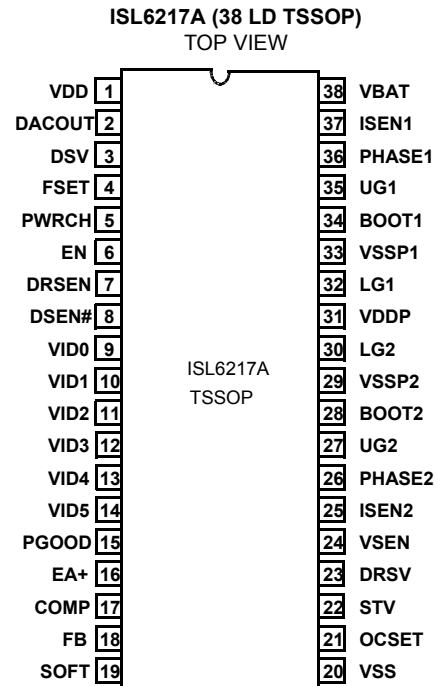 ISL6217A (38 LD TSSOP)
TOP VIEW
VDD 1 38 VBAT
DACOUT 2 37 ISEN1
DSV 3 36 PHASE1
FSET 4 35 UG1
PWRCH 5 34 BOOT1
EN 6 33 VSSP1
DRSEN 7 32 LG1
DSEN# 8 31 VDDP
VID0 9 30 LG2
VID1 10 29 VSSP2
VID2 11 28 BOOT2
VID3 12 27 UG2
VID4 13 26 PHASE2
VID5 14 25 ISEN2
PGOOD 15 24 VSEN
EA+ 16 23 DRSV
COMP 17 22 STV
FB 18 21 OCSET
SOFT 19 20 VSS
ISL6217A
TSSOP